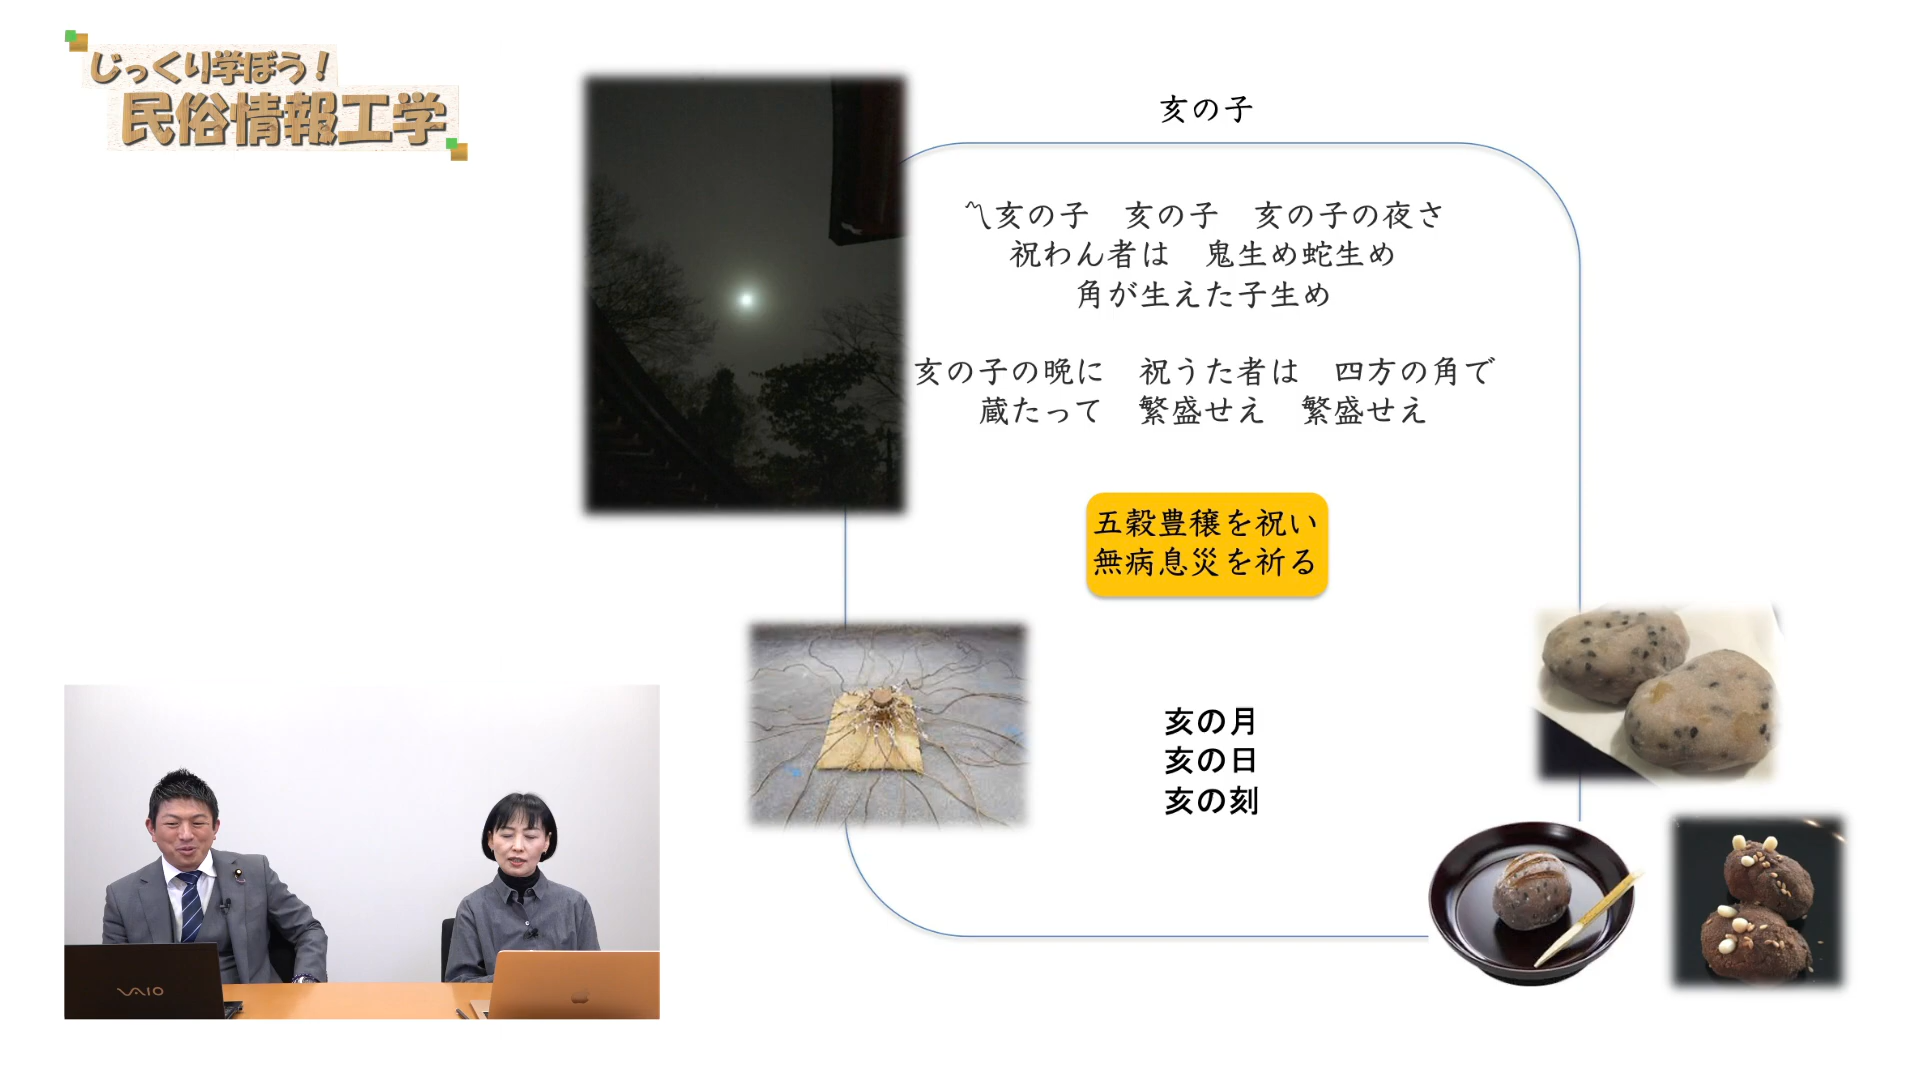 じっくり学ぼう!
民俗情報工学
亥の子
〽亥の子　亥の子　亥の子の夜さ
祝わん者は　鬼生め蛇生め
角が生えた子生め
亥の子の晩に　祝うた者は　四方の角で
蔵たって　繁盛せえ　繁盛せえ
五穀豊穣を祝い
無病息災を祈る
亥の月
亥の日
亥の刻
VAIO